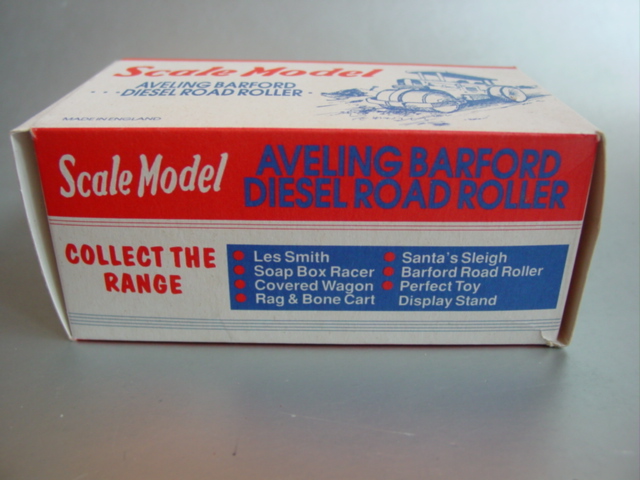 Scale Model
AVELING BARFORD
DIESEL ROAD ROLLER
MADE IN ENGLAND
Scale Model
AVELING BARFORD
DIESEL ROAD ROLLER
COLLECT THE
RANGE
Les Smith
Soap Box Racer
Covered Wagon
Rag & Bone Cart
Santa's Sleigh
Barford Road Roller
Perfect Toy
Display Stand